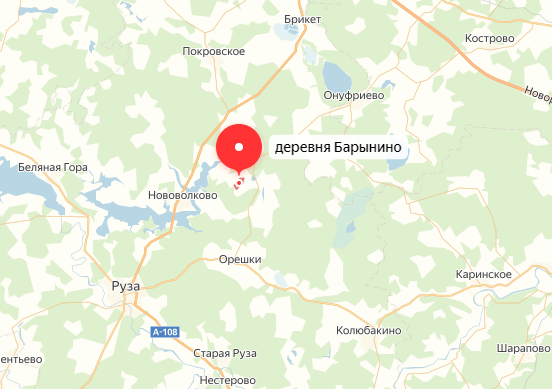 Брикет
Кострово
Покровское
Онуфриево
Новор
деревня Барынино
Беляная Гора
Нововолково
Орешки
Каринское
Руза
А-108
Колюбакино
Шарапово
Старая Руза
ентьево
Нестерово